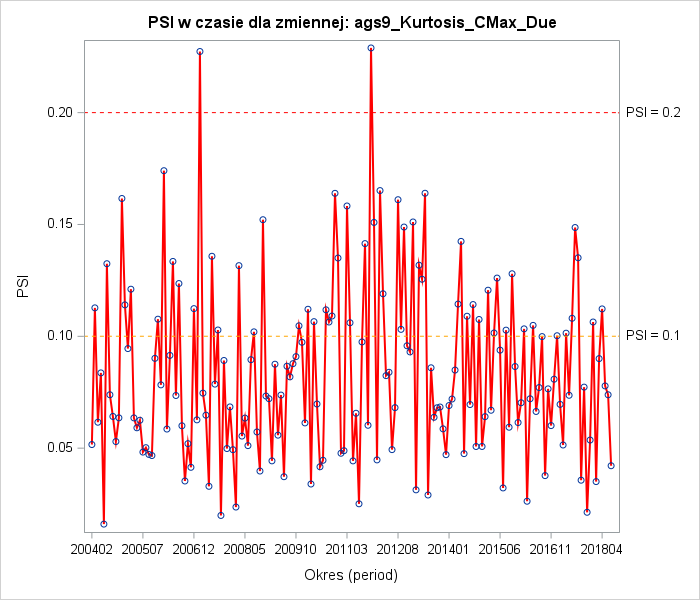 PSI w czasie dla zmiennej: ags9_Kurtosis_CMax_Due
0.20
PSI = 0.2
0.15
PSI
0.10
PSI = 0.1
0.05
200402 200507 200612 200805 200910 201103 201208 201401 201506 201611 201804
Okres (period)